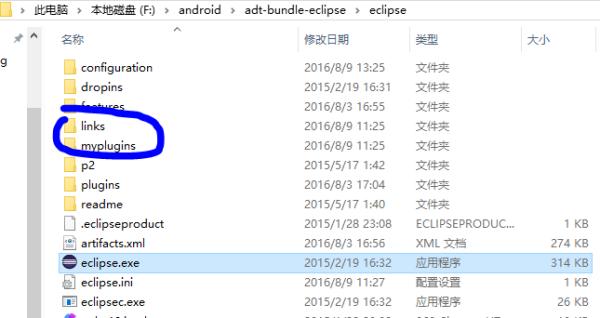 此电脑 > 本地磁盘 (F:) > android > adt-bundle-eclipse > eclipse
名称 修改日期 类型 大小
configuration 2016/8/9 13:25 文件夹
dropins 2015/2/19 16:31 文件夹
features 2016/8/3 16:55 文件夹
links 2016/8/9 11:25 文件夹
myplugins 2016/8/9 11:25 文件夹
p2 2015/5/17 1:42 文件夹
plugins 2016/8/3 17:04 文件夹
readme 2015/5/17 1:40 文件夹
.eclipseproduct 2015/1/28 23:08 ECLIPSEPRODUC... 1 KB
artifacts.xml 2016/8/3 16:56 XML 文档 274 KB
eclipse.exe 2015/2/19 16:32 应用程序 314 KB
eclipse.ini 2016/8/9 11:27 配置设置 1 KB
eclipsec.exe 2015/2/19 16:32 应用程序 26 KB